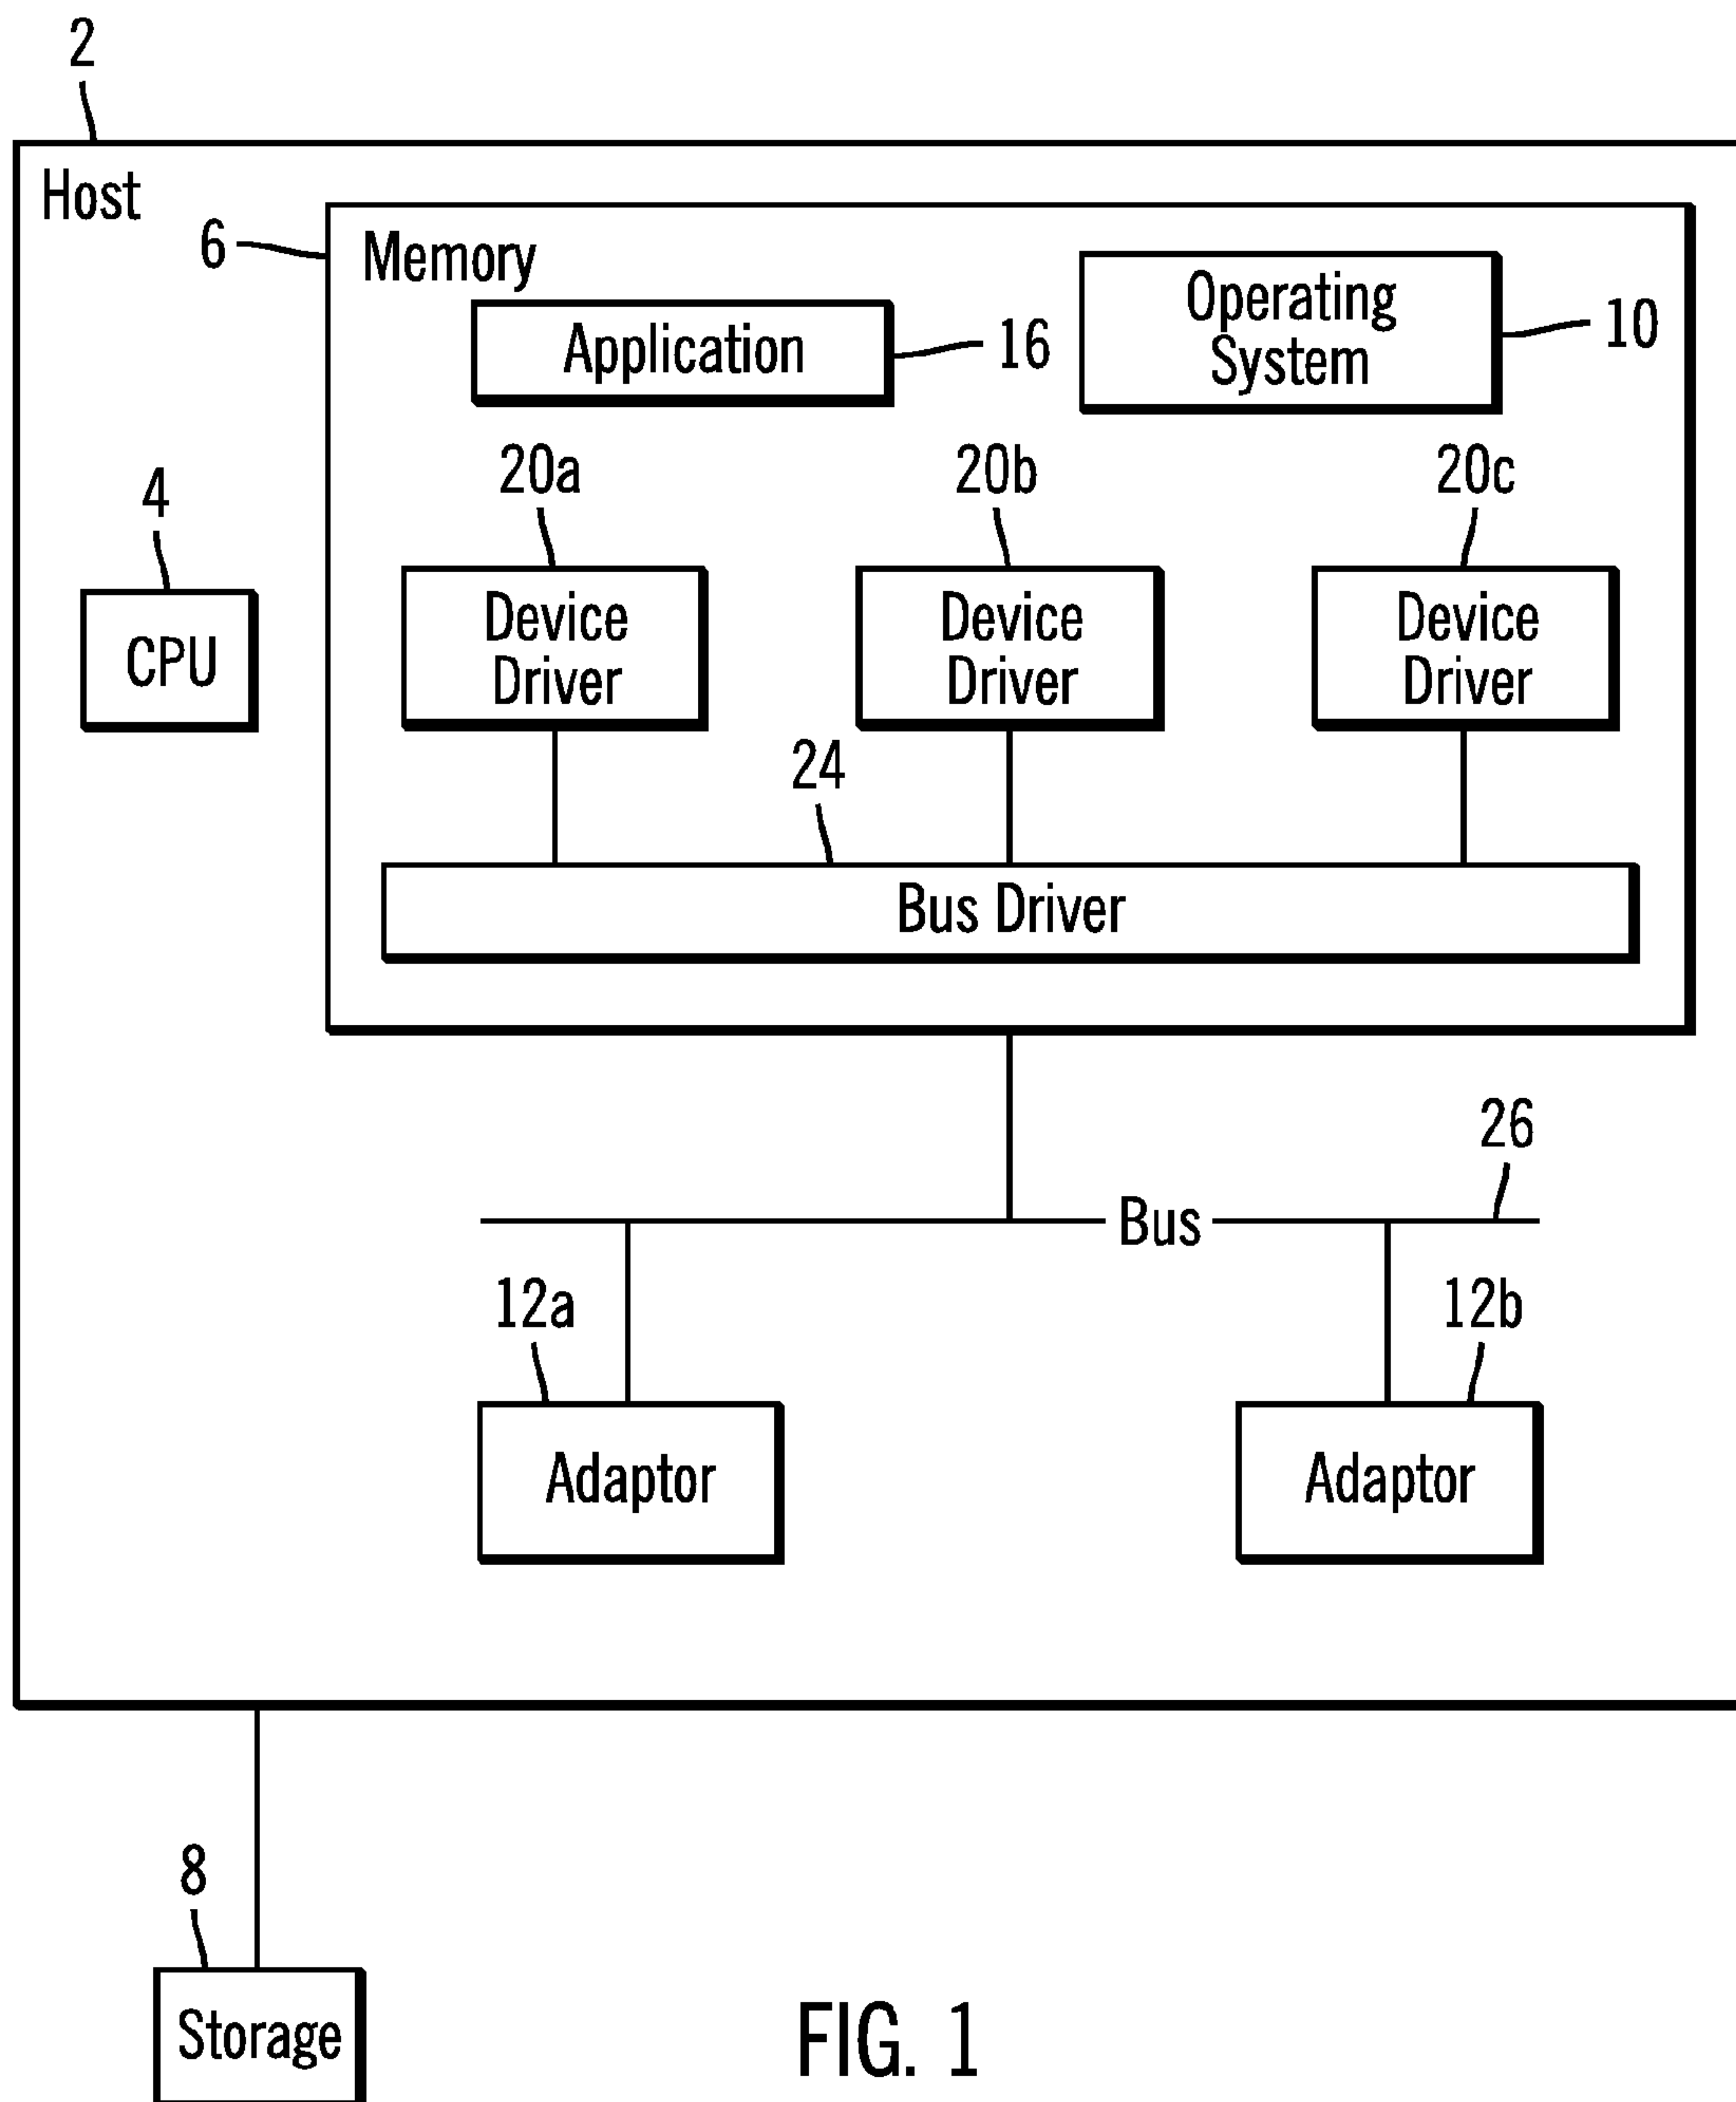 2
Host
6
Memory
Application
16
Operating
System
10
4
CPU
20a
20b
20c
Device
Driver
Device
Driver
Device
Driver
24
Bus Driver
26
Bus
12a
12b
Adaptor
Adaptor
8
Storage
FIG. 1